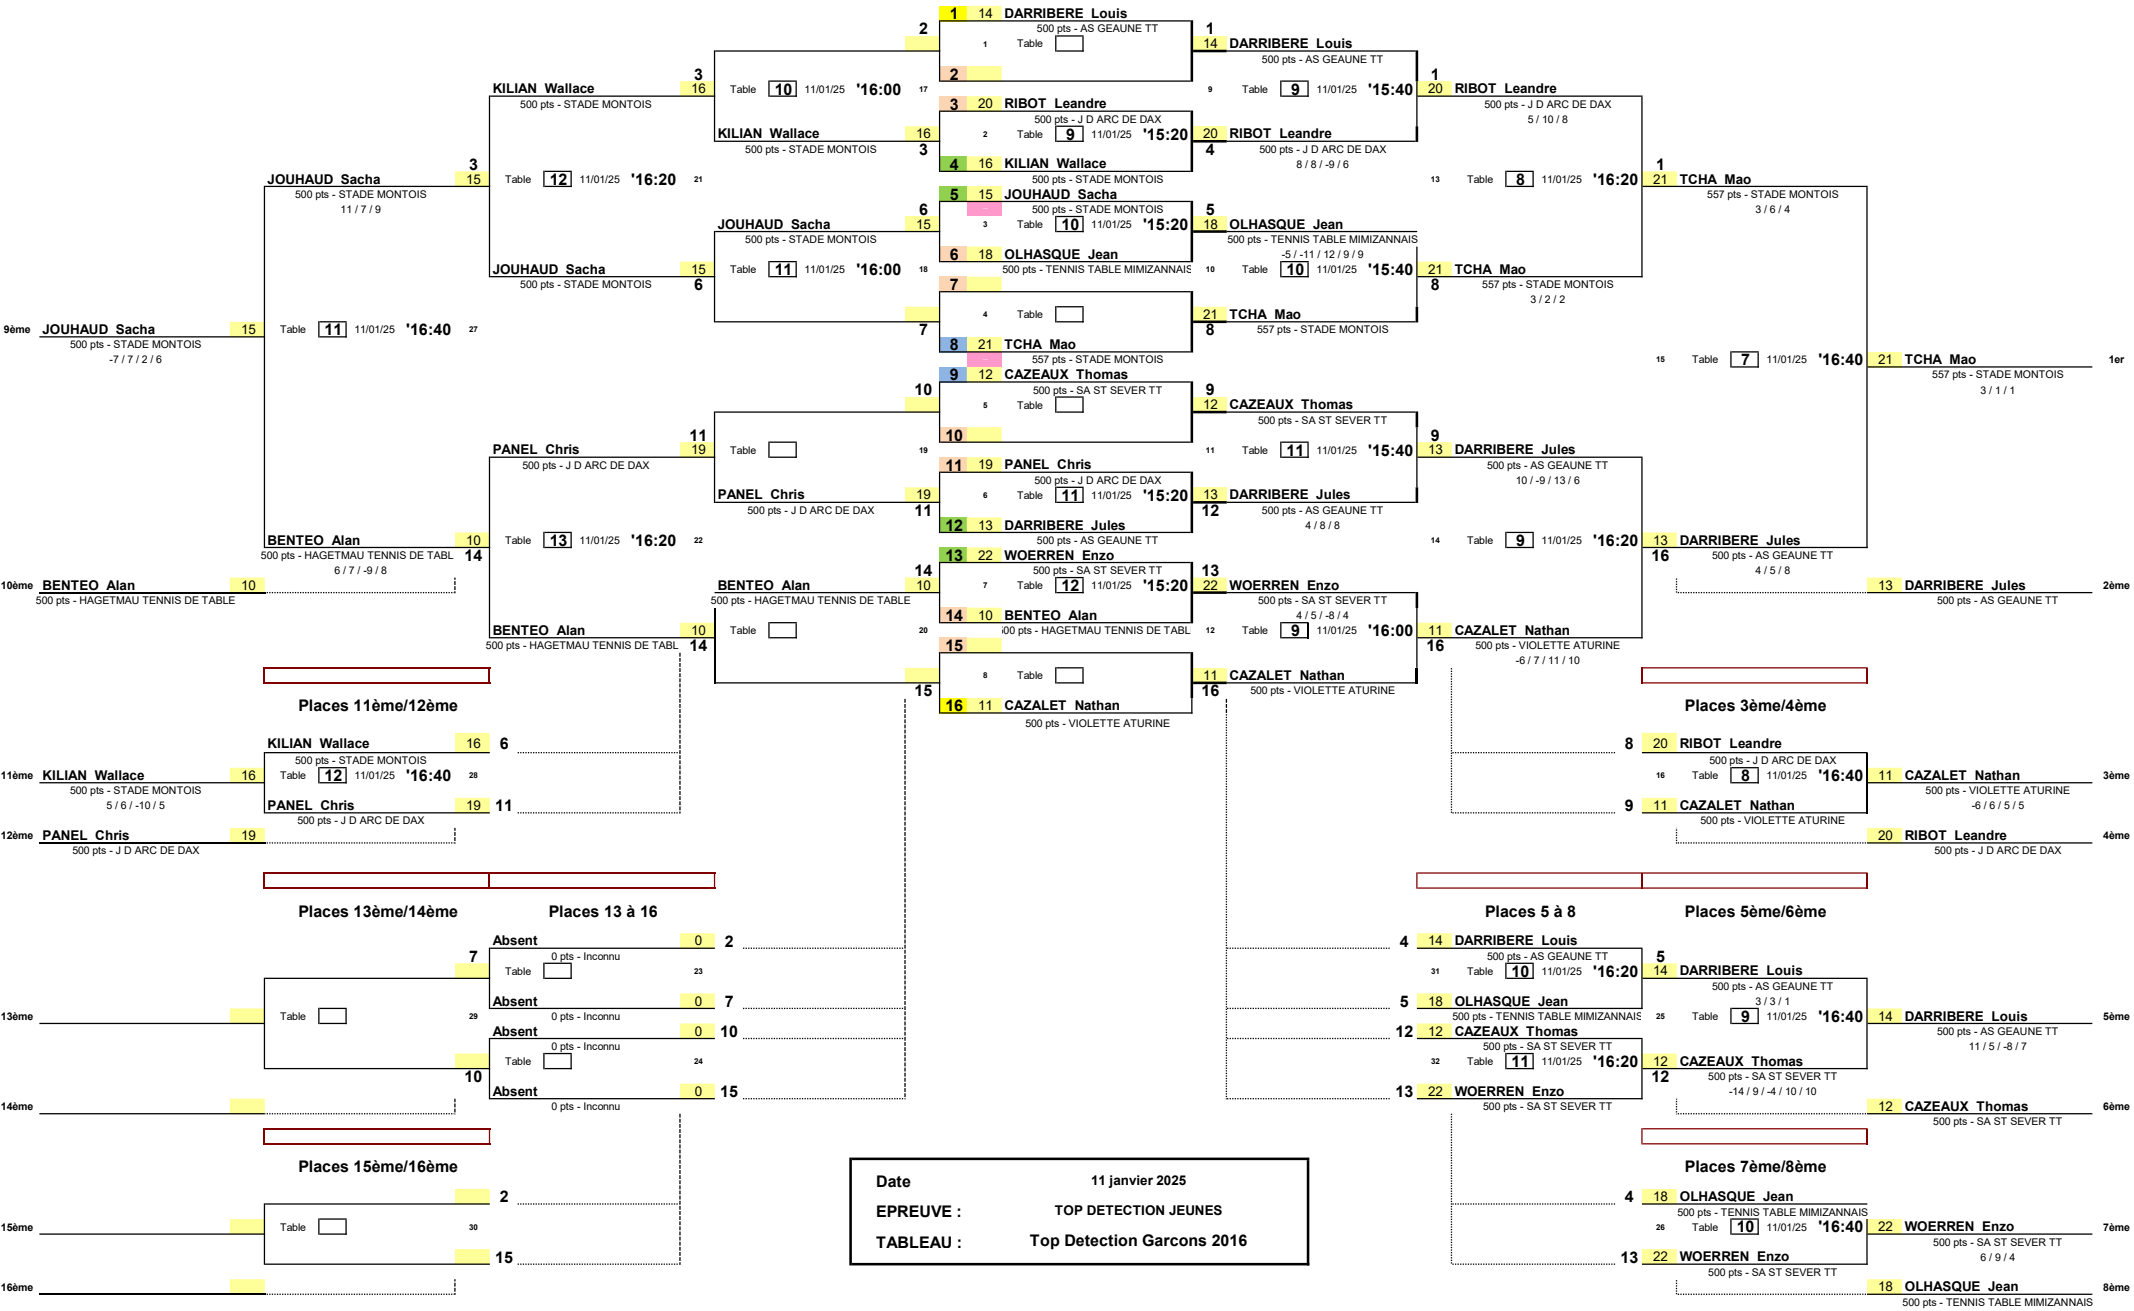 1 14 DARRIBERE Louis
2 500 pts - AS GEAUNE TT 1
1 Table 14 DARRIBERE Louis
500 pts - AS GEAUNE TT
3 2 1
KILIAN Wallace 16 Table 10 11/01/25 '16:00 17 9 Table 9 11/01/25 '15:40 20 RIBOT Leandre
500 pts - STADE MONTOIS 3 20 RIBOT Leandre 500 pts - J D ARC DE DAX
500 pts - J D ARC DE DAX 5 / 10 / 8
KILIAN Wallace 16 2 Table 9 11/01/25 '15:20 20 RIBOT Leandre
500 pts - STADE MONTOIS 3 4 500 pts - J D ARC DE DAX
3 4 16 KILIAN Wallace 8 / 8 / -9 / 6 1
JOUHAUD Sacha 15 Table 12 11/01/25 '16:20 21 500 pts - STADE MONTOIS 13 Table 8 11/01/25 '16:20 21 TCHA Mao
500 pts - STADE MONTOIS 5 15 JOUHAUD Sacha 557 pts - STADE MONTOIS
11 / 7 / 9 6 500 pts - STADE MONTOIS 5 3 / 6 / 4
JOUHAUD Sacha 15 3 Table 10 11/01/25 '15:20 18 OLHASQUE Jean
500 pts - STADE MONTOIS 500 pts - TENNIS TABLE MIMIZANNAIS
6 18 OLHASQUE Jean -5 / -11 / 12 / 9 / 9
JOUHAUD Sacha 15 Table 11 11/01/25 '16:00 18 500 pts - TENNIS TABLE MIMIZANNAIS 10 Table 10 11/01/25 '15:40 21 TCHA Mao
500 pts - STADE MONTOIS 6 7 8 557 pts - STADE MONTOIS
3 / 2 / 2
4 Table 21 TCHA Mao
9ème JOUHAUD Sacha 15 Table 11 11/01/25 '16:40 27 7 8 557 pts - STADE MONTOIS
500 pts - STADE MONTOIS 8 21 TCHA Mao
-7 / 7 / 2 / 6 557 pts - STADE MONTOIS 15 Table 7 11/01/25 '16:40 21 TCHA Mao 1er
9 12 CAZEAUX Thomas 557 pts - STADE MONTOIS
10 500 pts - SA ST SEVER TT 9 3 / 1 / 1
5 Table 12 CAZEAUX Thomas
500 pts - SA ST SEVER TT
11 10 9
PANEL Chris 19 Table 19 11 Table 11 11/01/25 '15:40 13 DARRIBERE Jules
500 pts - J D ARC DE DAX 11 19 PANEL Chris 500 pts - AS GEAUNE TT
500 pts - J D ARC DE DAX 10 / -9 / 13 / 6
PANEL Chris 19 6 Table 11 11/01/25 '15:20 13 DARRIBERE Jules
500 pts - J D ARC DE DAX 11 12 500 pts - AS GEAUNE TT
12 13 DARRIBERE Jules 4 / 8 / 8
BENTEO Alan 10 Table 13 11/01/25 '16:20 22 500 pts - AS GEAUNE TT 14 Table 9 11/01/25 '16:20 13 DARRIBERE Jules
500 pts - HAGETMAU TENNIS DE TABL 14 13 22 WOERREN Enzo 16 500 pts - AS GEAUNE TT
6 / 7 / -9 / 8 14 500 pts - SA ST SEVER TT 13 4 / 5 / 8
10ème BENTEO Alan 10 BENTEO Alan 10 7 Table 12 11/01/25 '15:20 22 WOERREN Enzo 13 DARRIBERE Jules 2ème
500 pts - HAGETMAU TENNIS DE TABLE 500 pts - HAGETMAU TENNIS DE TABLE 500 pts - SA ST SEVER TT 500 pts - AS GEAUNE TT
14 10 BENTEO Alan 4 / 5 / -8 / 4
BENTEO Alan 10 Table 20 500 pts - HAGETMAU TENNIS DE TABL 12 Table 9 11/01/25 '16:00 11 CAZALET Nathan
500 pts - HAGETMAU TENNIS DE TABL 14 15 16 500 pts - VIOLETTE ATURINE
-6 / 7 / 11 / 10
8 Table 11 CAZALET Nathan
15 16 500 pts - VIOLETTE ATURINE
Places 11ème/12ème 16 11 CAZALET Nathan Places 3ème/4ème
500 pts - VIOLETTE ATURINE
KILIAN Wallace 16 6 8 20 RIBOT Leandre
500 pts - STADE MONTOIS 500 pts - J D ARC DE DAX
11ème KILIAN Wallace 16 Table 12 11/01/25 '16:40 28 16 Table 8 11/01/25 '16:40 11 CAZALET Nathan 3ème
500 pts - STADE MONTOIS 500 pts - VIOLETTE ATURINE
5 / 6 / -10 / 5 PANEL Chris 19 11 9 11 CAZALET Nathan -6 / 6 / 5 / 5
500 pts - J D ARC DE DAX 500 pts - VIOLETTE ATURINE
12ème PANEL Chris 19 20 RIBOT Leandre 4ème
500 pts - J D ARC DE DAX 500 pts - J D ARC DE DAX
Places 13ème/14ème Places 13 à 16 Places 5 à 8 Places 5ème/6ème
Absent 0 2 4 14 DARRIBERE Louis
7 0 pts - Inconnu 500 pts - AS GEAUNE TT 5
Table 23 31 Table 10 11/01/25 '16:20 14 DARRIBERE Louis
500 pts - AS GEAUNE TT
Absent 0 7 5 18 OLHASQUE Jean 3 / 3 / 1
13ème Table 29 0 pts - Inconnu 500 pts - TENNIS TABLE MIMIZANNAIS 25 Table 9 11/01/25 '16:40 14 DARRIBERE Louis 5ème
Absent 0 10 12 12 CAZEAUX Thomas 500 pts - AS GEAUNE TT
0 pts - Inconnu 500 pts - SA ST SEVER TT 11 / 5 / -8 / 7
Table 24 32 Table 11 11/01/25 '16:20 12 CAZEAUX Thomas
10 12 500 pts - SA ST SEVER TT
Absent 0 15 13 22 WOERREN Enzo -14 / 9 / -4 / 10 / 10
14ème 0 pts - Inconnu 500 pts - SA ST SEVER TT 12 CAZEAUX Thomas 6ème
500 pts - SA ST SEVER TT
Places 15ème/16ème Places 7ème/8ème
Date 11 janvier 2025
2 4 18 OLHASQUE Jean
EPREUVE : TOP DETECTION JEUNES 500 pts - TENNIS TABLE MIMIZANNAIS
15ème Table 30 26 Table 10 11/01/25 '16:40 22 WOERREN Enzo 7ème
TABLEAU : Top Detection Garcons 2016 500 pts - SA ST SEVER TT
15 13 22 WOERREN Enzo 6 / 9 / 4
500 pts - SA ST SEVER TT
16ème 18 OLHASQUE Jean 8ème
500 pts - TENNIS TABLE MIMIZANNAIS